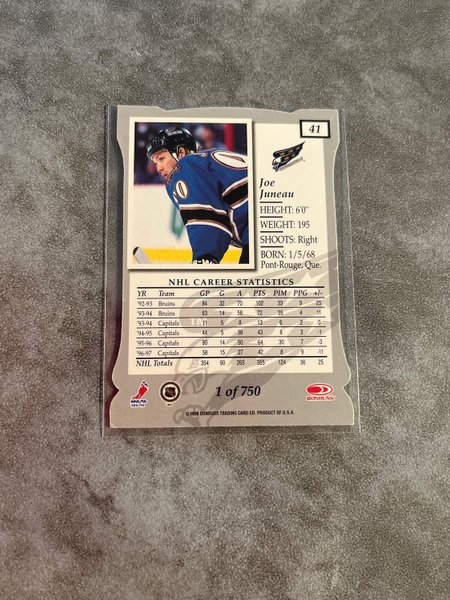 41
Joe
Juneau
HEIGHT: 6'0"
WEIGHT: 195
SHOOTS: Right
BORN: 1/5/68
Pont-Rouge, Que.
NHL CAREER STATISTICS
YR Team GP G A PTS PIM PPG +/-
'92-93 Bruins 84 32 70 102 33 9 23
'93-94 Bruins 63 14 58 72 35 4 11
'93-94 Capitals 11 5 8 13 6 2 0
'94-95 Capitals 44 5 38 43 8 3 -1
'95-96 Capitals 80 14 50 64 30 7 -3
'96-97 Capitals 58 15 27 42 8 9 -11
NHL Totals 354 90 265 355 124 36 25
1 of 750
NHLPA
DONRUSS
©1998 DONRUSS TRADING CARD CO. PRODUCT OF U.S.A.